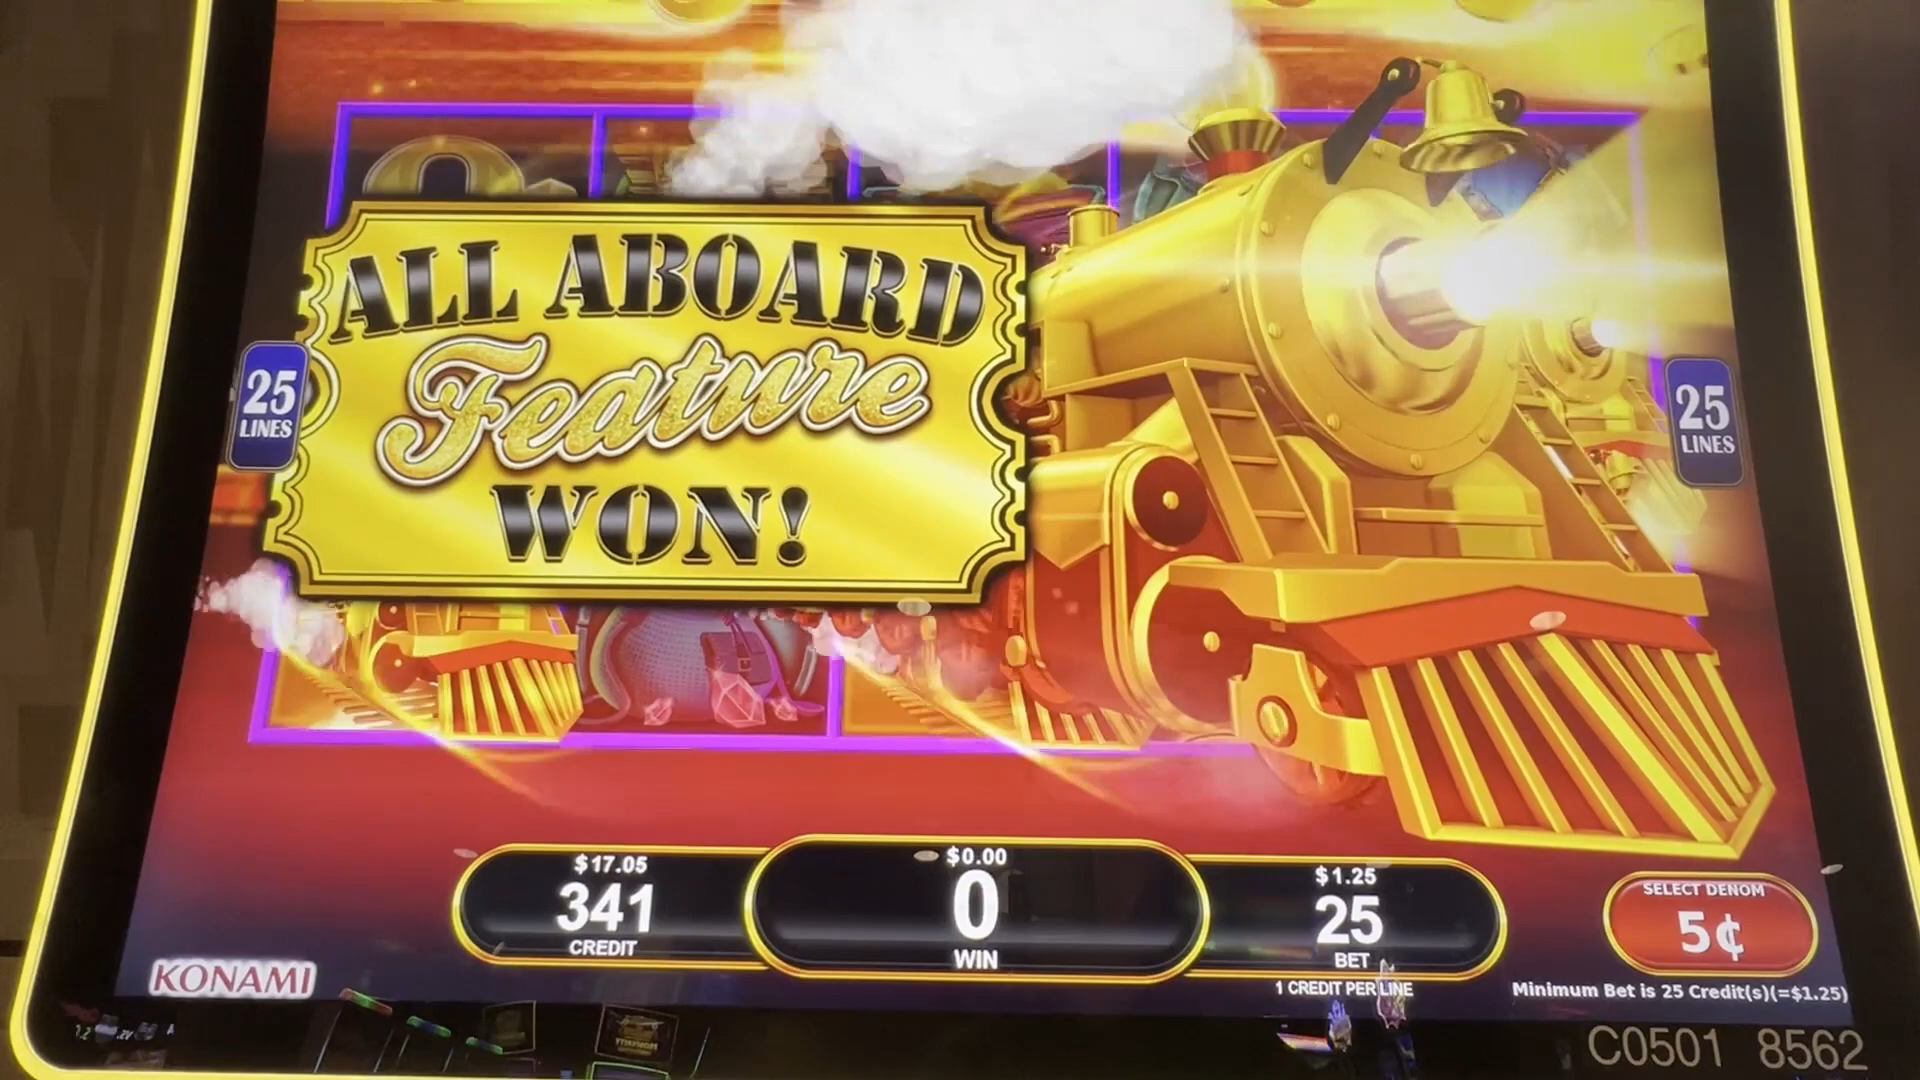 ALL ABOARD
Feature
WON!
25
LINES
25
LINES
$17.05
341
CREDIT
$0.00
0
WIN
$1.25
25
BET
1 CREDIT PER LINE
SELECT DENOM
5¢
Minimum Bet is 25 Credit(s)(=$1.25)
KONAMI
C0501 8562